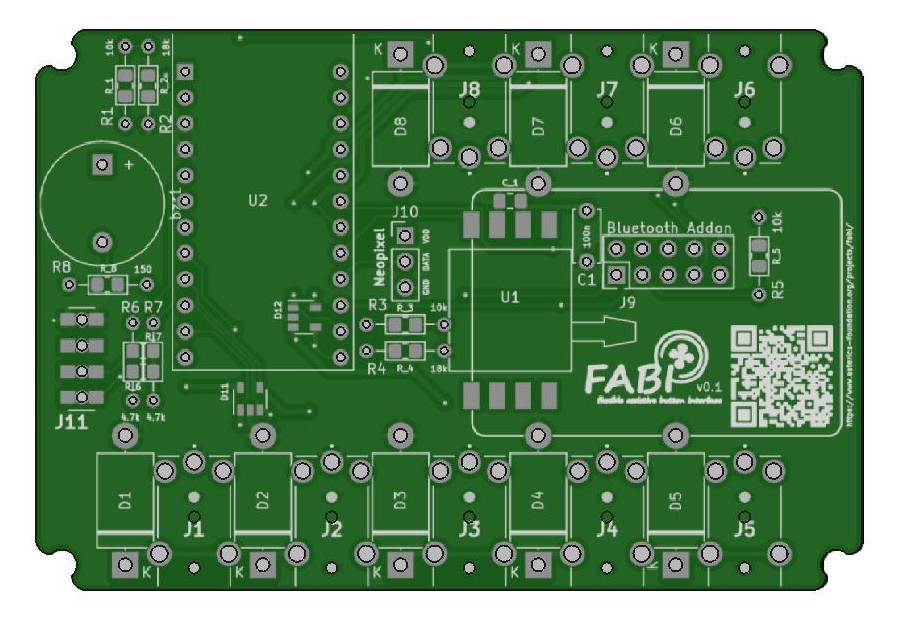 10k
18k
R_1
R_2
R1
R2
K
K
K
J8
J7
J6
D8
D7
D6
+
U2
C_1
J10
Neopixel
VDD
DATA
GND
100n
C1
Bluetooth Addon
J9
10k
R_5
R5
R8
R_8
150
R6
R7
R_7
R_6
4.7k
4.7k
J11
D12
D11
R3
R_3
10k
R4
R_4
18k
U1
FABI
v0.1
flexible assistive button interface
https://www.asterics-foundation.org/projects/fabi/
D1
D2
D3
D4
D5
J1
J2
J3
J4
J5
K
K
K
K
K